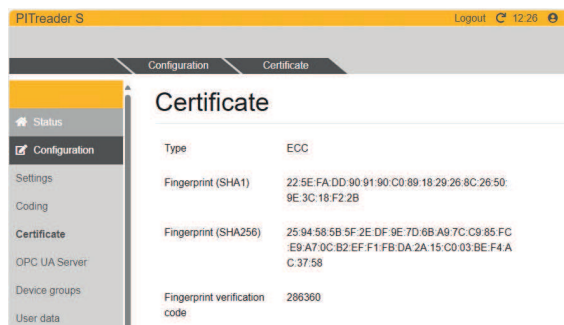 PITreader S
Logout 12:26
Configuration Certificate
Certificate
Status
Configuration
Settings
Coding
Certificate
OPC UA Server
Device groups
User data
Type ECC
Fingerprint (SHA1) 22:5E:FA:DD:90:91:90:C0:89:18:29:26:8C:26:50:
9E:3C:18:F2:2B
Fingerprint (SHA256) 25:94:58:5B:5F:2E:DF:9E:7D:6B:A9:7C:C9:85:FC
:E9:A7:0C:B2:EF:F1:FB:DA:2A:15:C0:03:BE:F4:A
C:37:58
Fingerprint verification 286360
code